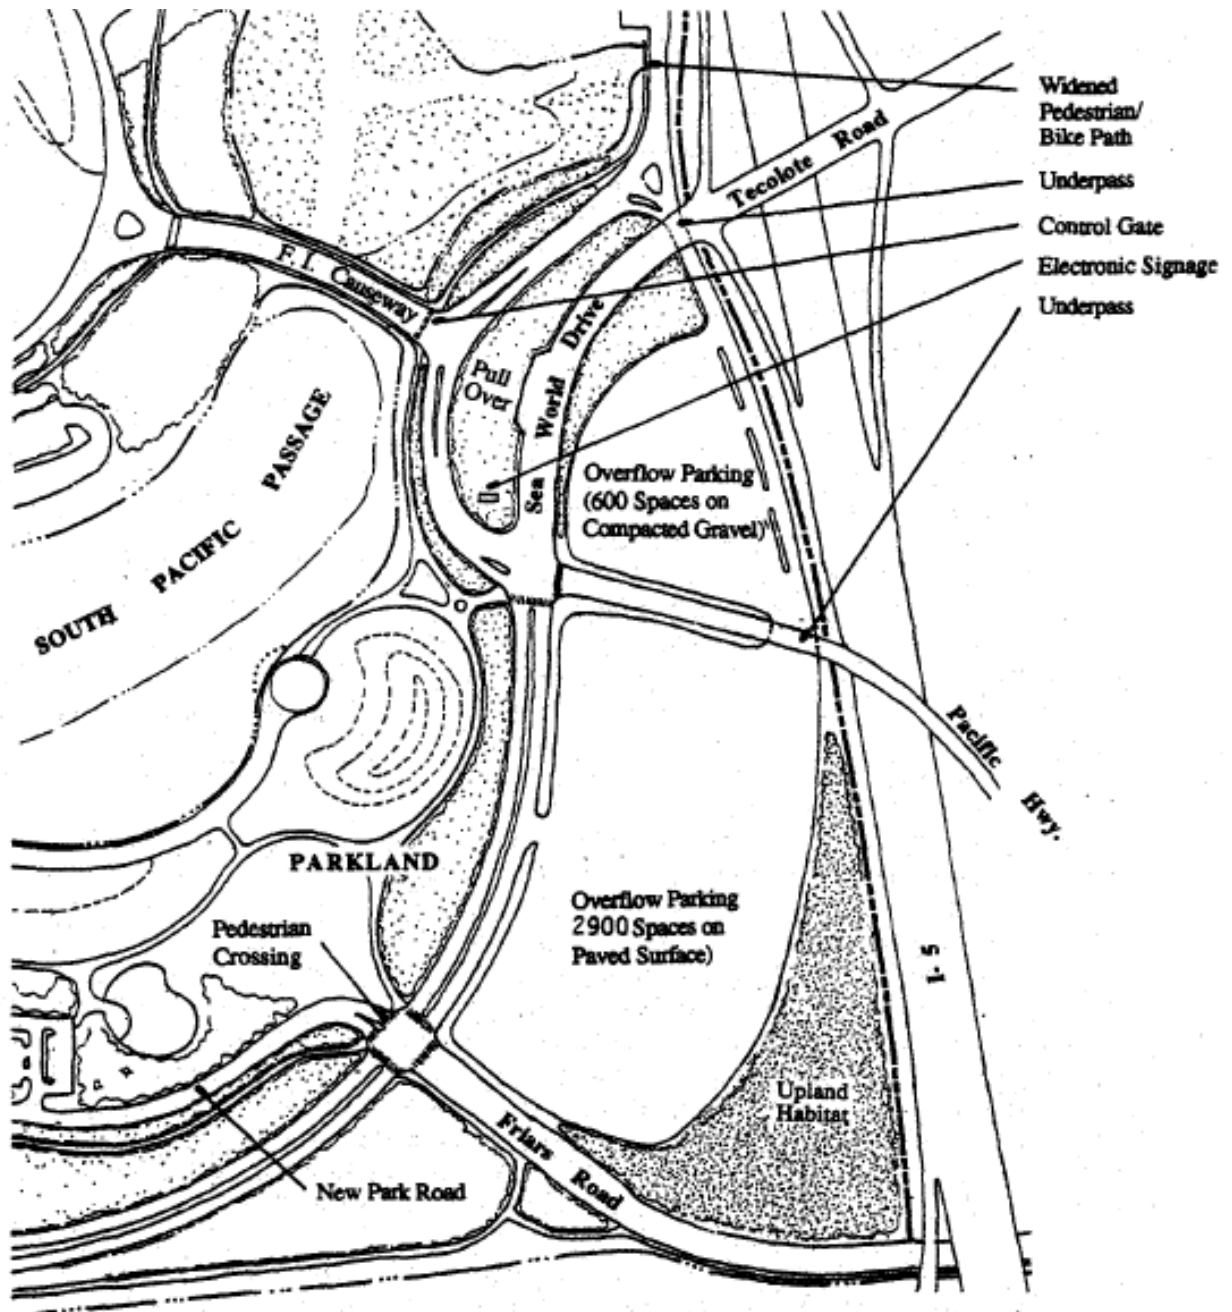 Widened
Pedestrian/
Bike Path
Tecolote Road
Underpass
Control Gate
F. I. Causeway
Electronic Signage
Underpass
Sea World Drive
Pull
Over
SOUTH PACIFIC PASSAGE
Overflow Parking
(600 Spaces on
Compacted Gravel)
Pacific Hwy.
PARKLAND
Overflow Parking
2900 Spaces on
Paved Surface)
Pedestrian
Crossing
I-5
Upland
Habitat
Friars Road
New Park Road